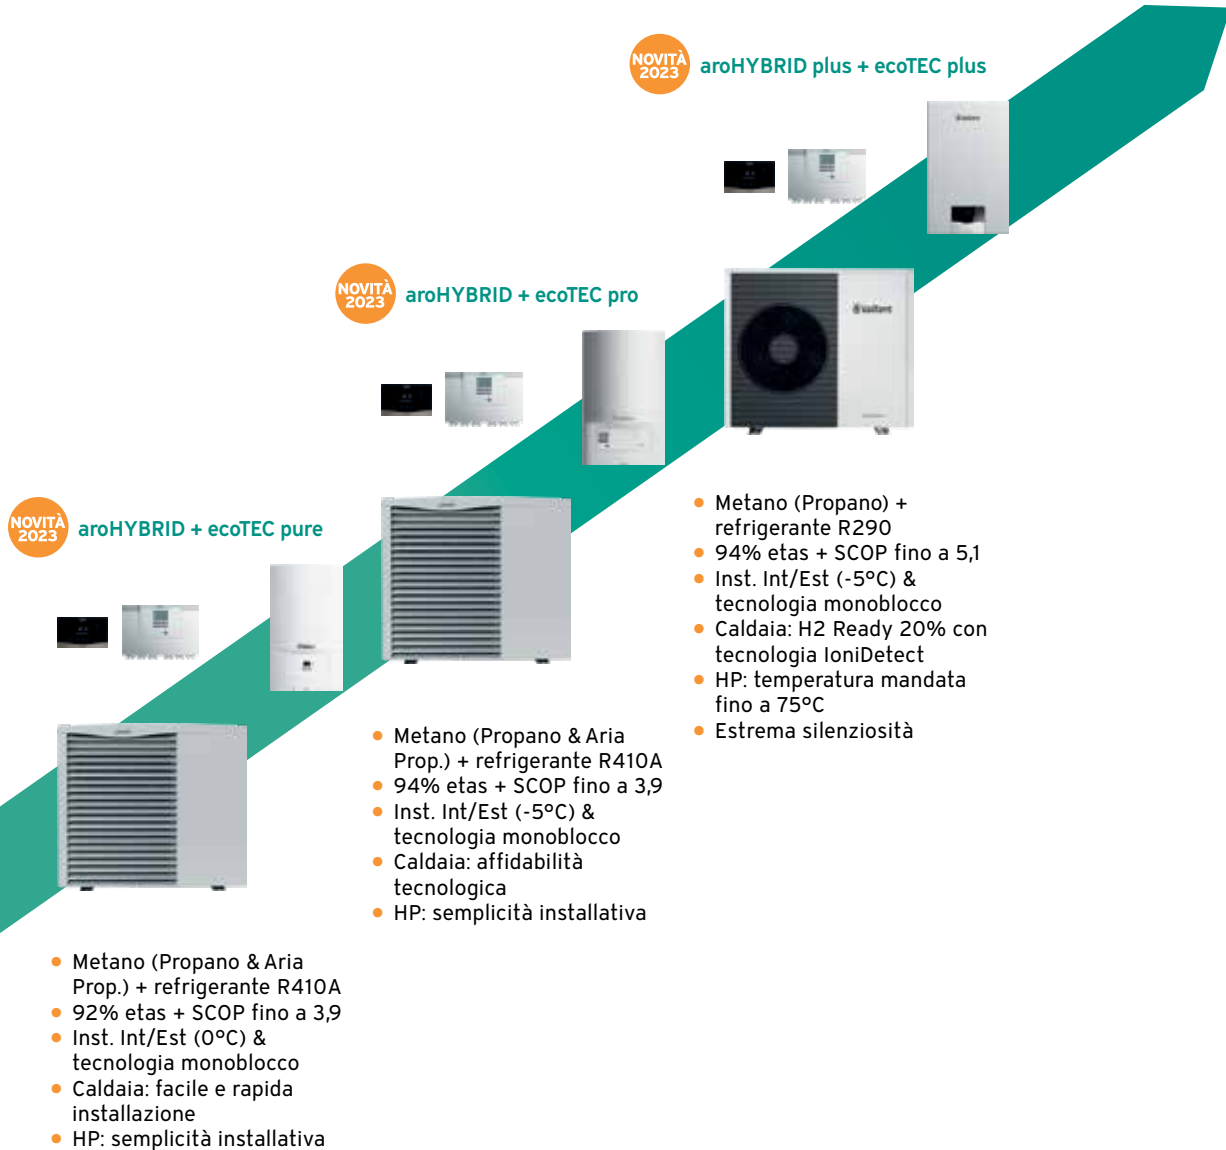 NOVITÀ
2023
aroHYBRID plus + ecoTEC plus
Vaillant
NOVITÀ
2023
aroHYBRID + ecoTEC pro
Vaillant
NOVITÀ
2023
aroHYBRID + ecoTEC pure
Metano (Propano) +
refrigerante R290
94% etas + SCOP fino a 5,1
Inst. Int/Est (-5°C) &
tecnologia monoblocco
Caldaia: H2 Ready 20% con
tecnologia IoniDetect
HP: temperatura mandata
fino a 75°C
Estrema silenziosità
Metano (Propano & Aria
Prop.) + refrigerante R410A
94% etas + SCOP fino a 3,9
Inst. Int/Est (-5°C) &
tecnologia monoblocco
Caldaia: affidabilità
tecnologica
HP: semplicità installativa
Metano (Propano & Aria
Prop.) + refrigerante R410A
92% etas + SCOP fino a 3,9
Inst. Int/Est (0°C) &
tecnologia monoblocco
Caldaia: facile e rapida
installazione
HP: semplicità installativa